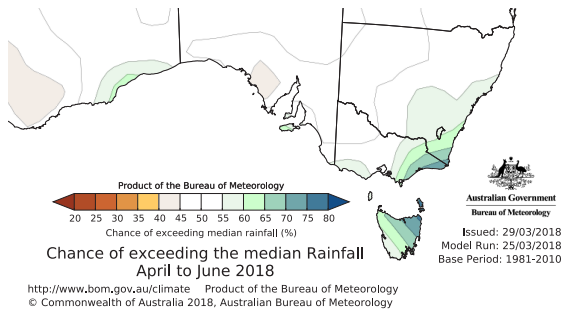 Product of the Bureau of Meteorology
20 25 30 35 40 45 50 55 60 65 70 75 80
Chance of exceeding median rainfall (%)
Chance of exceeding the median Rainfall
April to June 2018
http://www.bom.gov.au/climate Product of the Bureau of Meteorology
© Commonwealth of Australia 2018, Australian Bureau of Meteorology
Australian Government
Bureau of Meteorology
Issued: 29/03/2018
Model Run: 25/03/2018
Base Period: 1981-2010